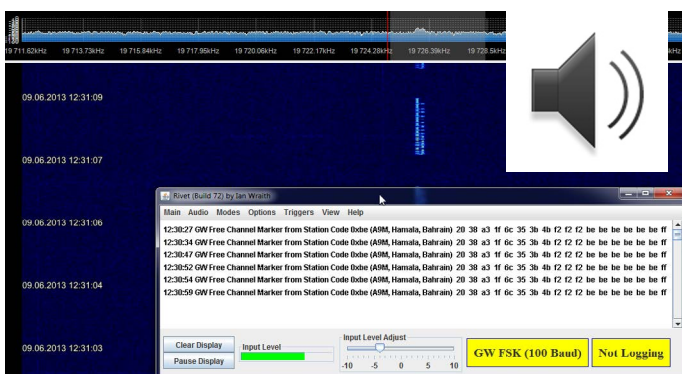 19 711.62kHz 19 713.73kHz 19 715.84kHz 19 717.95kHz 19 720.06kHz 19 722.17kHz 19 724.28kHz 19 726.39kHz 19 728.5kHz kHz
09.06.2013 12:31:09
09.06.2013 12:31:07
Rivet (Build 72) by Ian Wraith
Main Audio Modes Options Triggers View Help
09.06.2013 12:31:06
12:30:27 GW Free Channel Marker from Station Code 0xbe (A9M, Hamala, Bahrain) 20 38 a3 1f 6c 35 3b 4b f2 f2 f2 be be be be be be ff
12:30:34 GW Free Channel Marker from Station Code 0xbe (A9M, Hamala, Bahrain) 20 38 a3 1f 6c 35 3b 4b f2 f2 f2 be be be be be be ff
12:30:47 GW Free Channel Marker from Station Code 0xbe (A9M, Hamala, Bahrain) 20 38 a3 1f 6c 35 3b 4b f2 f2 f2 be be be be be be ff
12:30:52 GW Free Channel Marker from Station Code 0xbe (A9M, Hamala, Bahrain) 20 38 a3 1f 6c 35 3b 4b f2 f2 f2 be be be be be be ff
12:30:54 GW Free Channel Marker from Station Code 0xbe (A9M, Hamala, Bahrain) 20 38 a3 1f 6c 35 3b 4b f2 f2 f2 be be be be be be ff
12:30:59 GW Free Channel Marker from Station Code 0xbe (A9M, Hamala, Bahrain) 20 38 a3 1f 6c 35 3b 4b f2 f2 f2 be be be be be be ff
09.06.2013 12:31:04
09.06.2013 12:31:03
Clear Display
Pause Display
Input Level
Input Level Adjust
-10 -5 0 5 10
GW FSK (100 Baud)
Not Logging